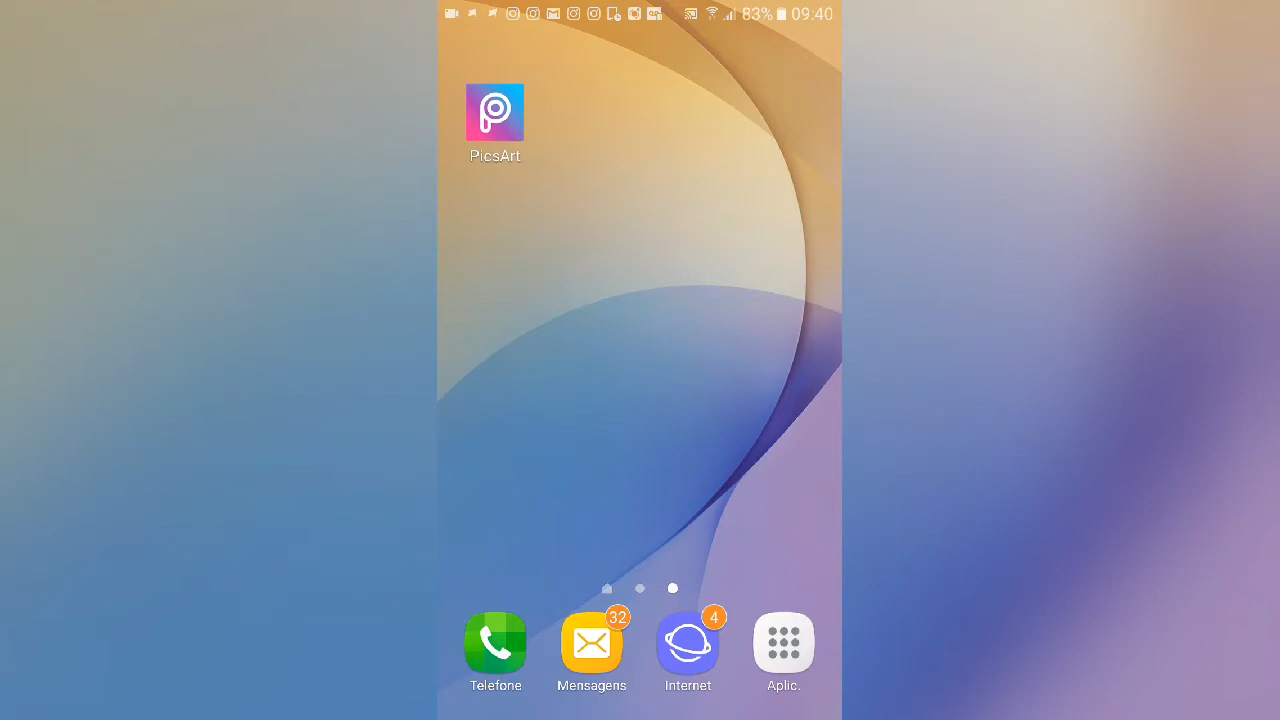 83% 09:40
PicsArt
32
4
Telefone
Mensagens
Internet
Aplic.